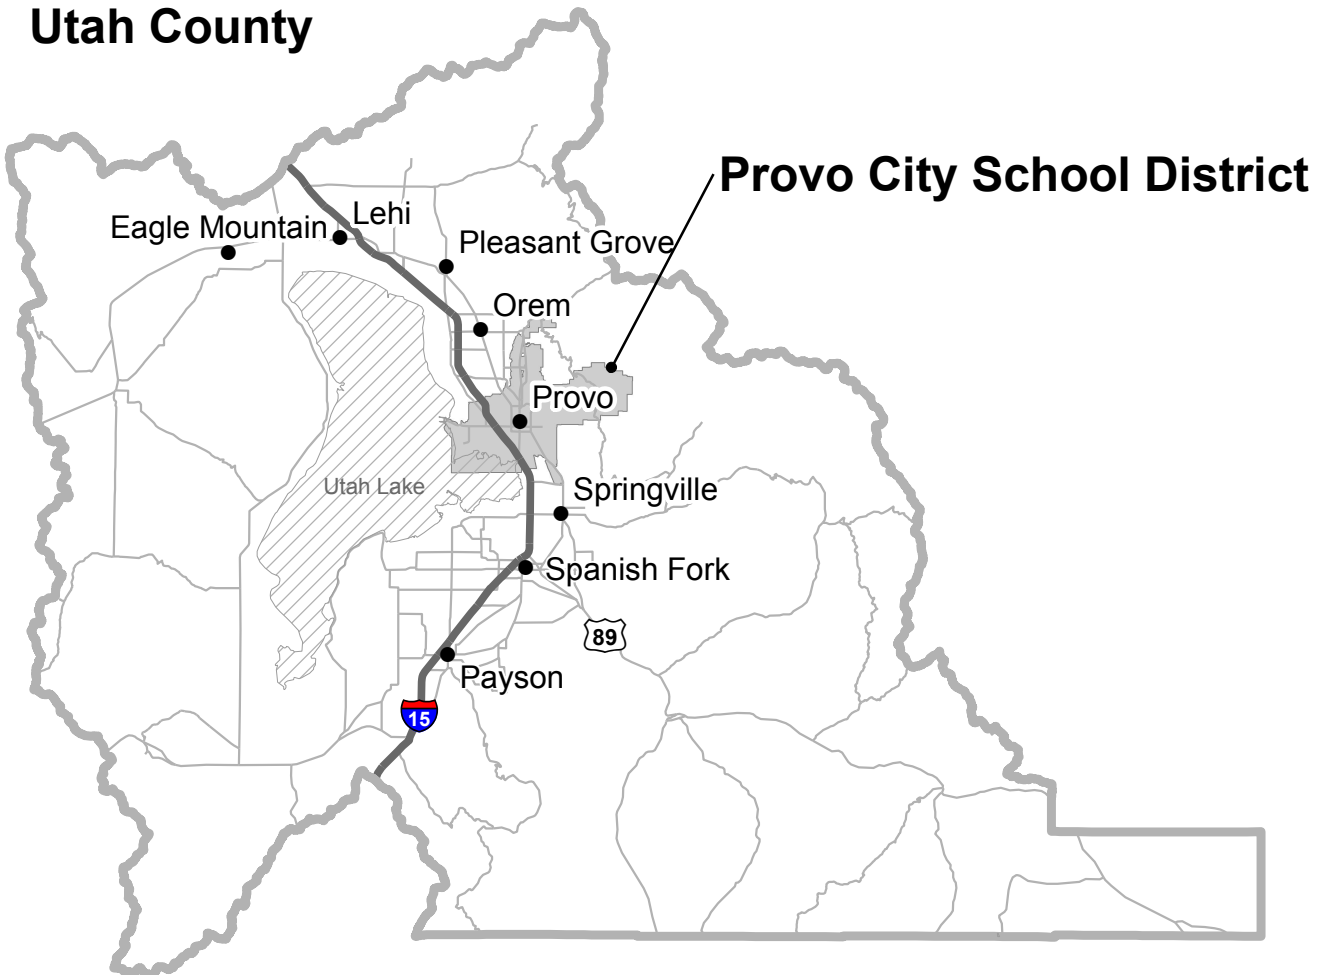 Utah County
Provo City School District
Eagle Mountain
Lehi
Pleasant Grove
Orem
Provo
Utah Lake
Springville
Spanish Fork
89
Payson
15